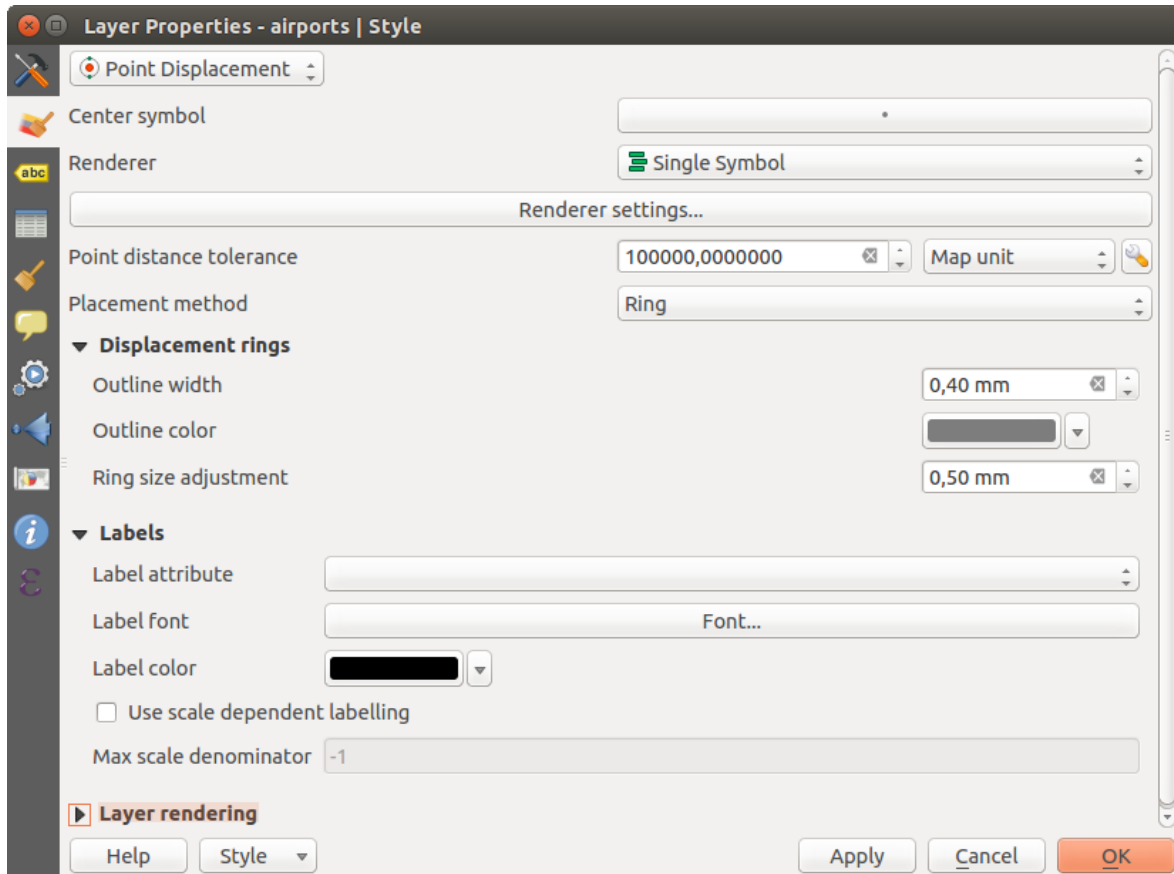 Layer Properties - airports | Style
Point Displacement
Center symbol
Renderer Single Symbol
Renderer settings...
abc
Point distance tolerance 100000,0000000 Map unit
Placement method Ring
Displacement rings
Outline width 0,40 mm
Outline color
Ring size adjustment 0,50 mm
Labels
Label attribute
Label font Font...
Label color
Use scale dependent labelling
Max scale denominator -1
Layer rendering
Help Style Apply Cancel OK